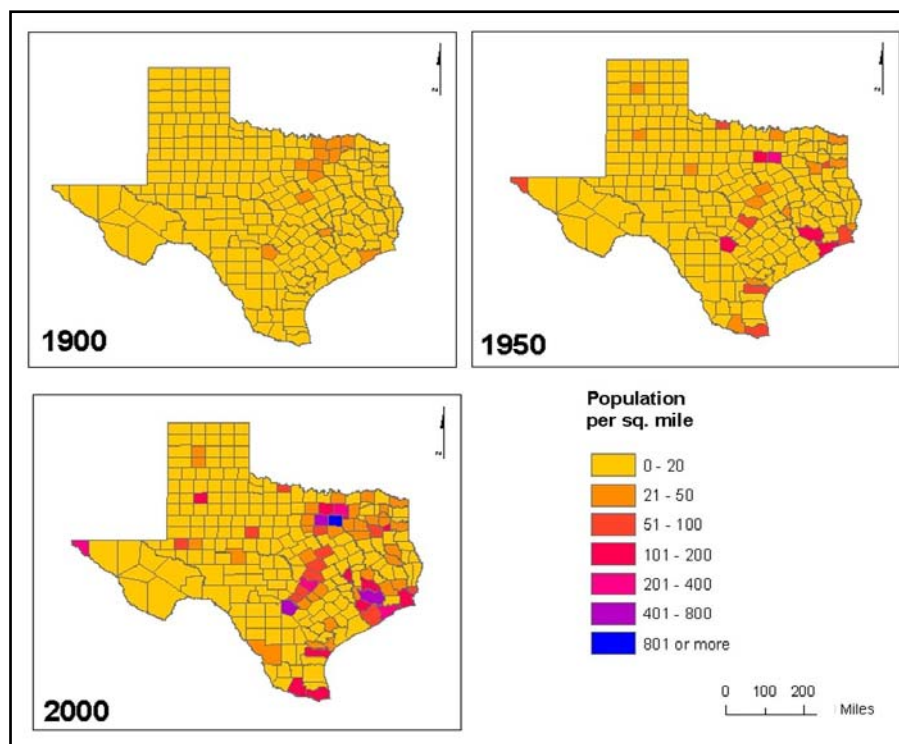 1900
1950
2000
Population
per sq. mile
0 - 20
21 - 50
51 - 100
101 - 200
201 - 400
401 - 800
801 or more
0 100 200
Miles